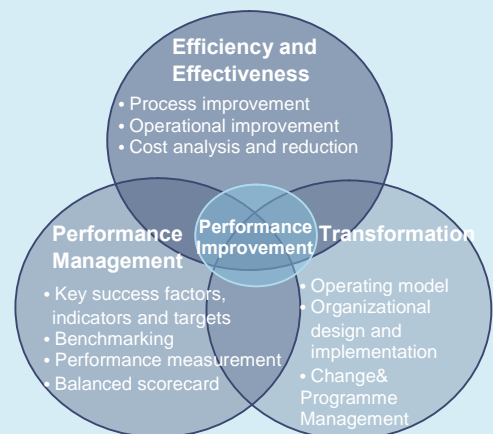 Efficiency and
Effectiveness
• Process improvement
• Operational improvement
• Cost analysis and reduction
Performance
Management
• Key success factors,
indicators and targets
• Benchmarking
• Performance measurement
• Balanced scorecard
Performance
Improvement
Transformation
• Operating model
• Organizational
design and
implementation
• Change&
Programme
Management